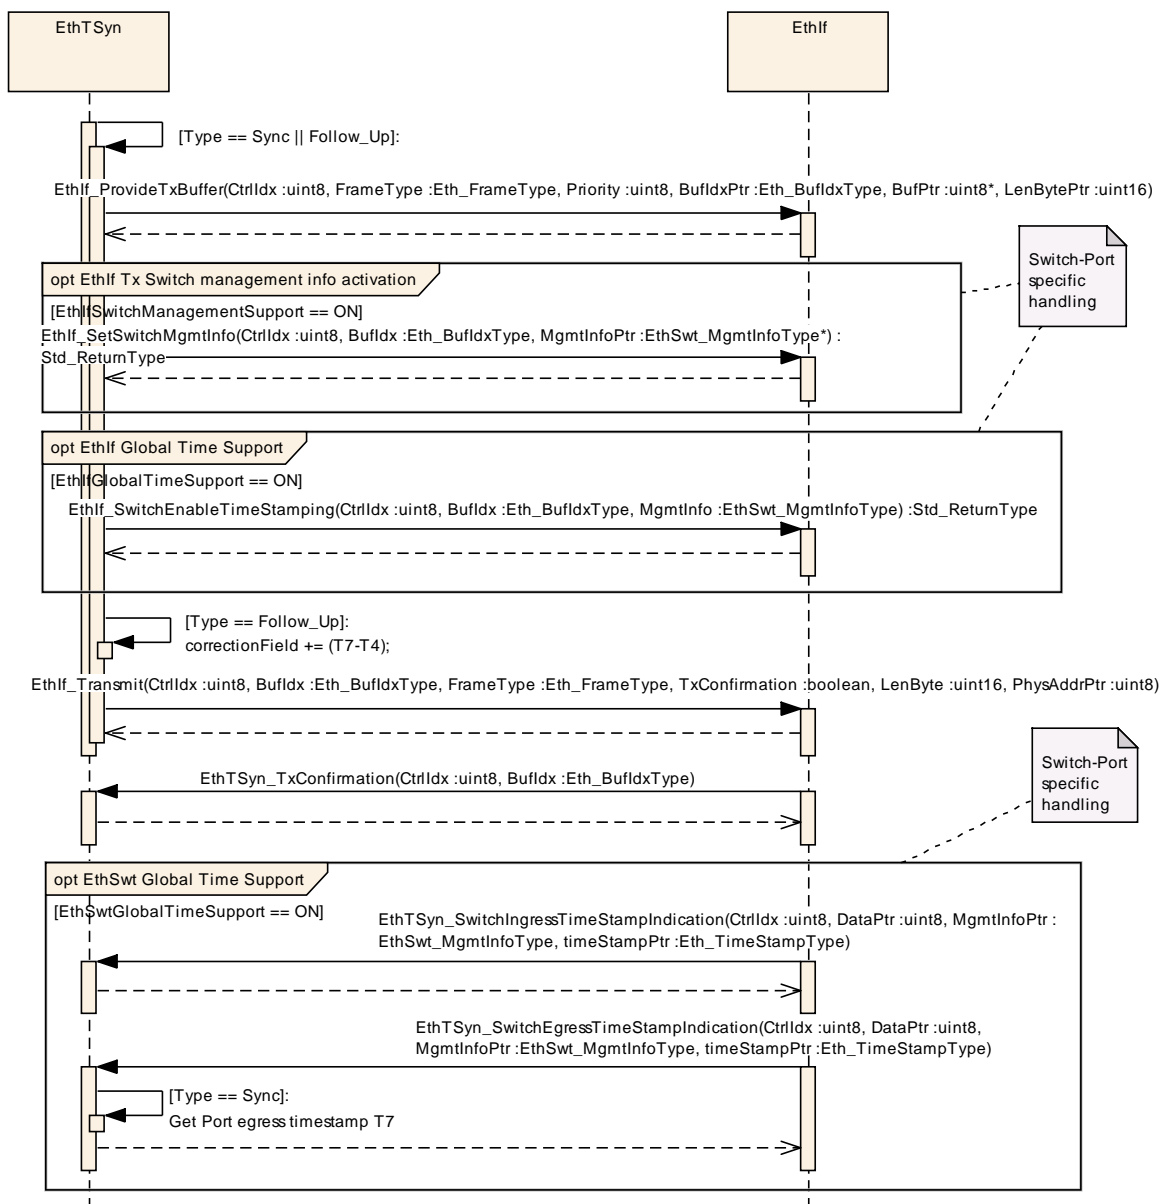 EthTSyn
EthIf
[Type == Sync || Follow_Up]:
EthIf_ProvideTxBuffer(CtrlIdx :uint8, FrameType :Eth_FrameType, Priority :uint8, BufIdxPtr :Eth_BufIdxType, BufPtr :uint8*, LenBytePtr :uint16)
Switch-Port
specific
handling
opt EthIf Tx Switch management info activation
[EthIfSwitchManagementSupport == ON]
EthIf_SetSwitchMgmtInfo(CtrlIdx :uint8, BufIdx :Eth_BufIdxType, MgmtInfoPtr :EthSwt_MgmtInfoType*) :
Std_ReturnType
opt EthIf Global Time Support
[EthIfGlobalTimeSupport == ON]
EthIf_SwitchEnableTimeStamping(CtrlIdx :uint8, BufIdx :Eth_BufIdxType, MgmtInfo :EthSwt_MgmtInfoType) :Std_ReturnType
[Type == Follow_Up]:
correctionField += (T7-T4);
EthIf_Transmit(CtrlIdx :uint8, BufIdx :Eth_BufIdxType, FrameType :Eth_FrameType, TxConfirmation :boolean, LenByte :uint16, PhysAddrPtr :uint8)
Switch-Port
specific
handling
EthTSyn_TxConfirmation(CtrlIdx :uint8, BufIdx :Eth_BufIdxType)
opt EthSwt Global Time Support
[EthSwtGlobalTimeSupport == ON]
EthTSyn_SwitchIngressTimeStampIndication(CtrlIdx :uint8, DataPtr :uint8, MgmtInfoPtr :
EthSwt_MgmtInfoType, timeStampPtr :Eth_TimeStampType)
EthTSyn_SwitchEgressTimeStampIndication(CtrlIdx :uint8, DataPtr :uint8,
MgmtInfoPtr :EthSwt_MgmtInfoType, timeStampPtr :Eth_TimeStampType)
[Type == Sync]:
Get Port egress timestamp T7